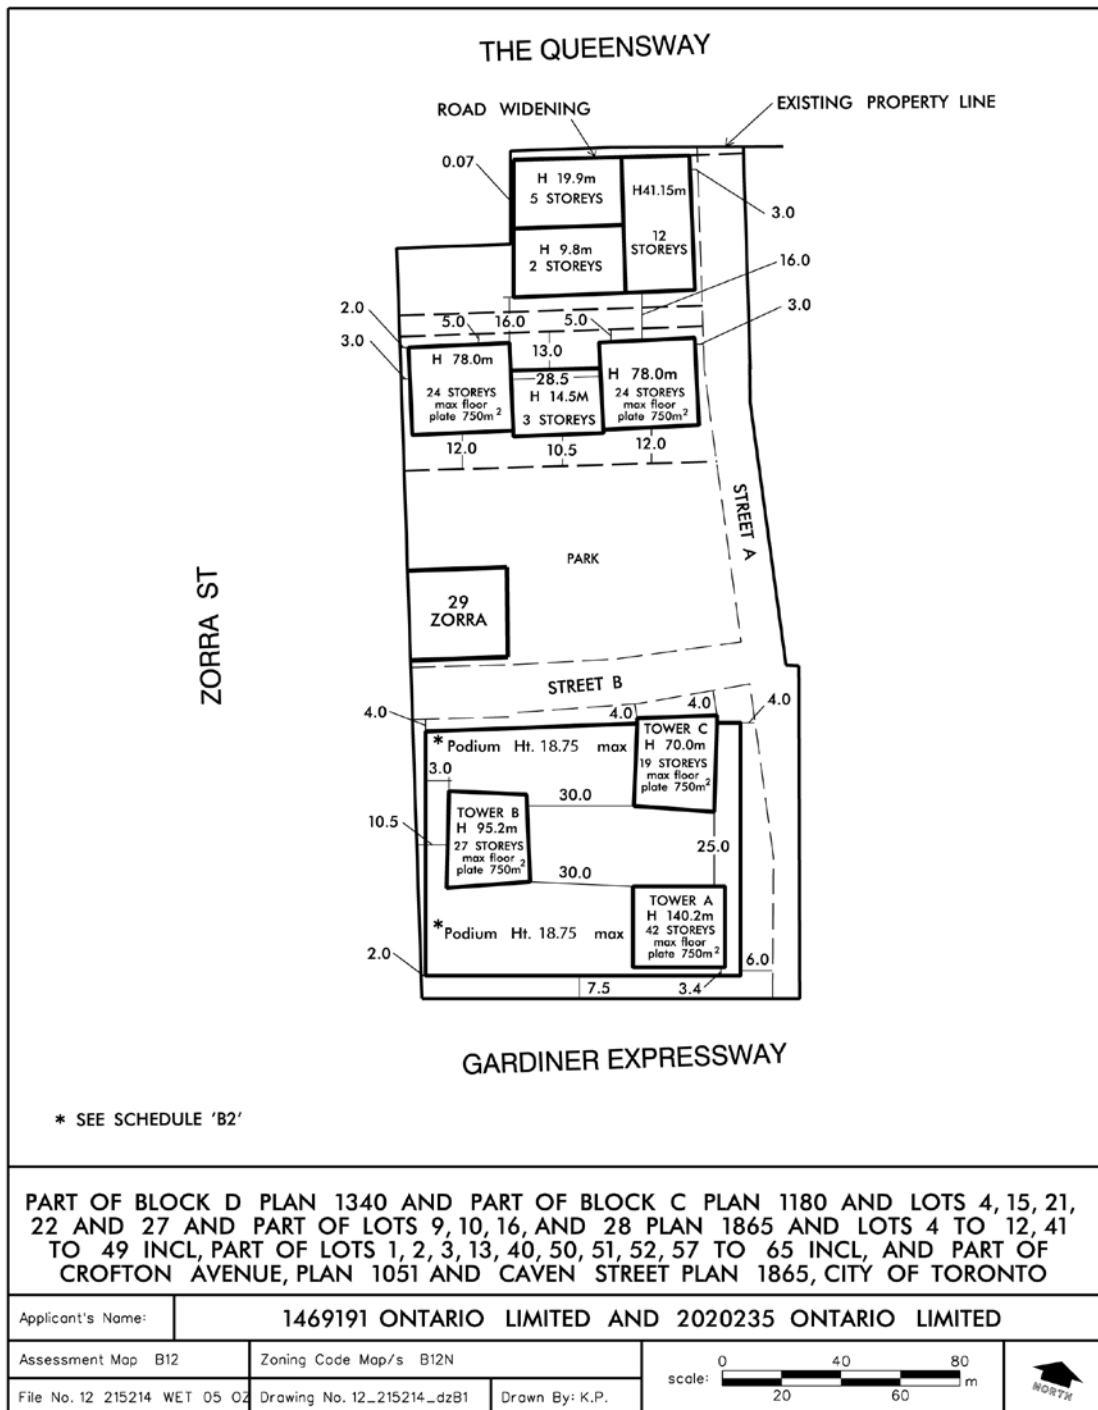 THE QUEENSWAY
ROAD WIDENING
EXISTING PROPERTY LINE
0.07
H 19.9m
5 STOREYS
H41.15m
12
STOREYS
3.0
H 9.8m
2 STOREYS
16.0
2.0
3.0
5.0
16.0
5.0
3.0
13.0
H 78.0m
24 STOREYS
max floor
plate 750m²
28.5
H 14.5M
3 STOREYS
H 78.0m
24 STOREYS
max floor
plate 750m²
12.0
10.5
12.0
STREET A
PARK
ZORRA ST
29
ZORRA
STREET B
4.0
4.0
4.0
4.0
* Podium Ht. 18.75 max
TOWER C
H 70.0m
19 STOREYS
max floor
plate 750m²
3.0
30.0
TOWER B
H 95.2m
27 STOREYS
max floor
plate 750m²
10.5
25.0
30.0
* Podium Ht. 18.75 max
TOWER A
H 140.2m
42 STOREYS
max floor
plate 750m²
2.0
6.0
7.5
3.4
GARDINER EXPRESSWAY
* SEE SCHEDULE 'B2'
PART OF BLOCK D PLAN 1340 AND PART OF BLOCK C PLAN 1180 AND LOTS 4, 15, 21,
22 AND 27 AND PART OF LOTS 9, 10, 16, AND 28 PLAN 1865 AND LOTS 4 TO 12, 41
TO 49 INCL, PART OF LOTS 1, 2, 3, 13, 40, 50, 51, 52, 57 TO 65 INCL, AND PART OF
CROFTON AVENUE, PLAN 1051 AND CAVEN STREET PLAN 1865, CITY OF TORONTO
Applicant's Name:
1469191 ONTARIO LIMITED AND 2020235 ONTARIO LIMITED
Assessment Map B12
Zoning Code Map/s B12N
File No. 12 215214 WET 05 OZ
Drawing No. 12_215214_dzB1
Drawn By: K.P.
scale:
0 40 80
m
20 60
NORTH